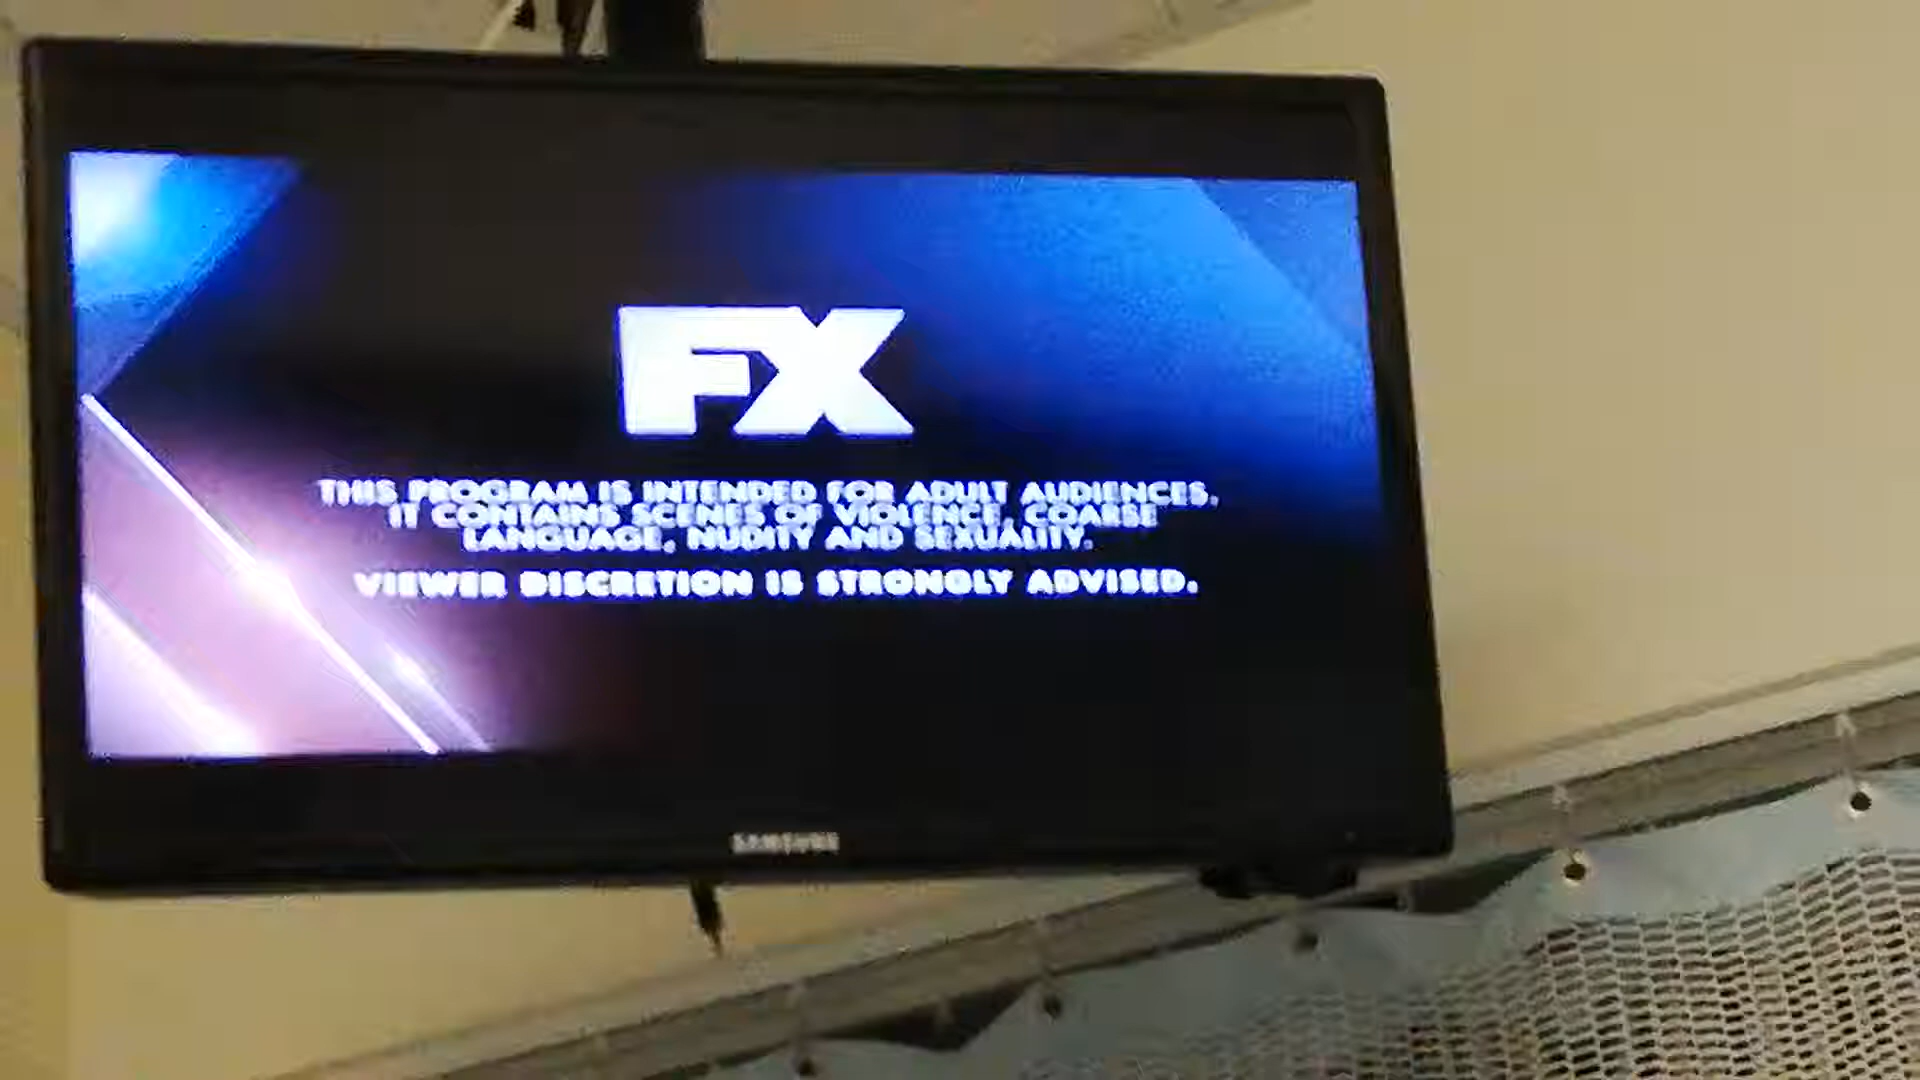 FX
THIS PROGRAM IS INTENDED FOR ADULT AUDIENCES.
IT CONTAINS SCENES OF VIOLENCE, COARSE
LANGUAGE, NUDITY AND SEXUALITY.
VIEWER DISCRETION IS STRONGLY ADVISED.
SAMSUNG